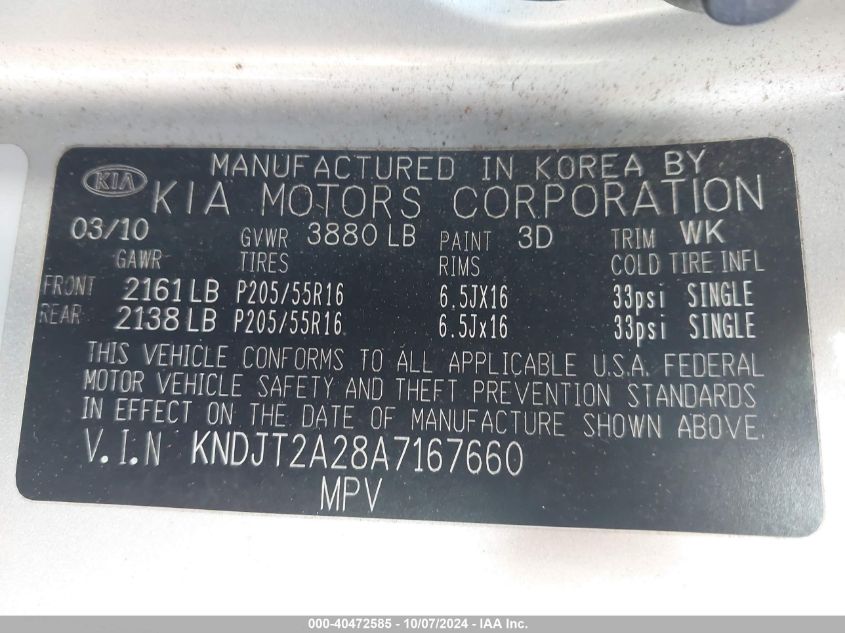 MANUFACTURED IN KOREA BY
KIA KIA MOTORS CORPORATION
03/10 GVWR 3880 LB PAINT 3D TRIM WK
GAWR TIRES RIMS COLD TIRE INFL
FRONT 2161 LB P205/55R16 6.5JX16 33psi SINGLE
REAR 2138 LB P205/55R16 6.5Jx16 33psi SINGLE
THIS VEHICLE CONFORMS TO ALL APPLICABLE U.S.A. FEDERAL
MOTOR VEHICLE SAFETY AND THEFT PREVENTION STANDARDS
IN EFFECT ON THE DATE OF MANUFACTURE SHOWN ABOVE.
V.I.N KNDJT2A28A7167660
MPV
000-40472585 - 10/07/2024 - IAA Inc.